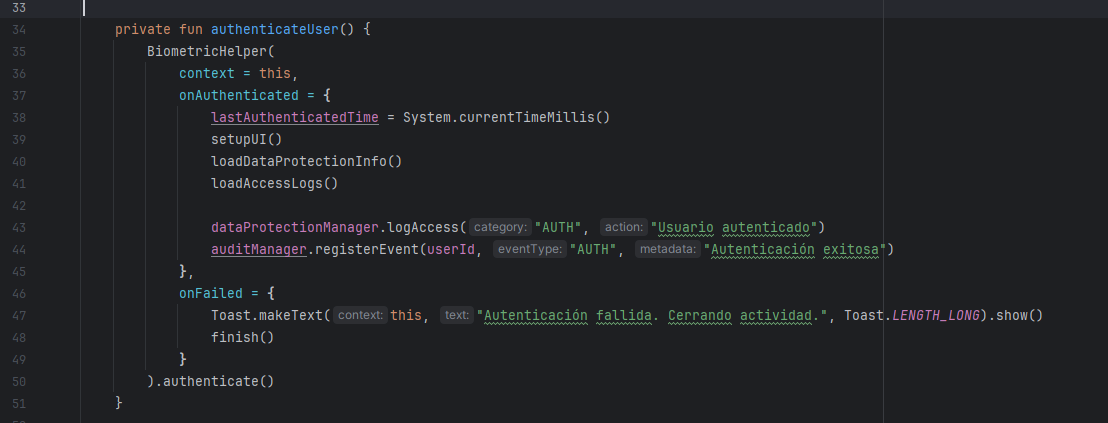 33
34 private fun authenticateUser() {
35 BiometricHelper(
36 context = this,
37 onAuthenticated = {
38 lastAuthenticatedTime = System.currentTimeMillis()
39 setupUI()
40 loadDataProtectionInfo()
41 loadAccessLogs()
42
43 dataProtectionManager.logAccess( category: "AUTH", action: "Usuario autenticado")
44 auditManager.registerEvent(userId, eventType: "AUTH", metadata: "Autenticación exitosa")
45 },
46 onFailed = {
47 Toast.makeText( context: this, text: "Autenticación fallida. Cerrando actividad.", Toast.LENGTH_LONG).show()
48 finish()
49 }
50 ).authenticate()
51 }